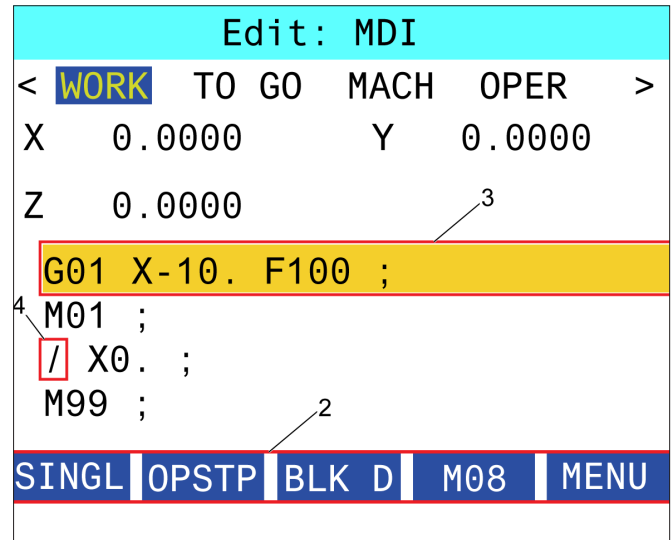 Edit: MDI
< WORK TO GO MACH OPER >
X 0.0000 Y 0.0000
Z 0.0000
3
G01 X-10. F100 ;
4
M01 ;
/ X0. ;
M99 ;
2
SINGL OPSTP BLK D M08 MENU